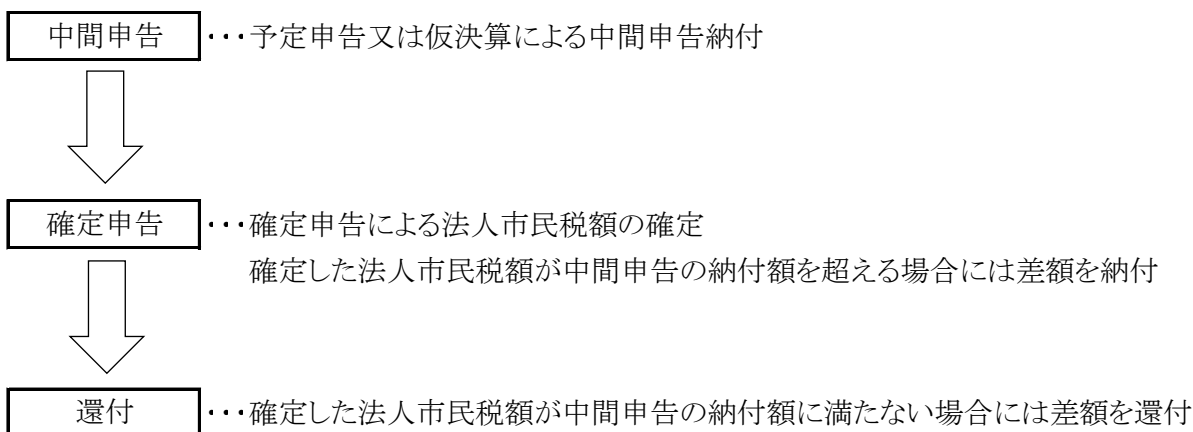 中間申告 ・・・予定申告又は仮決算による中間申告納付
確定申告 ・・・確定申告による法人市民税額の確定
確定した法人市民税額が中間申告の納付額を超える場合には差額を納付
還付 ・・・確定した法人市民税額が中間申告の納付額に満たない場合には差額を還付